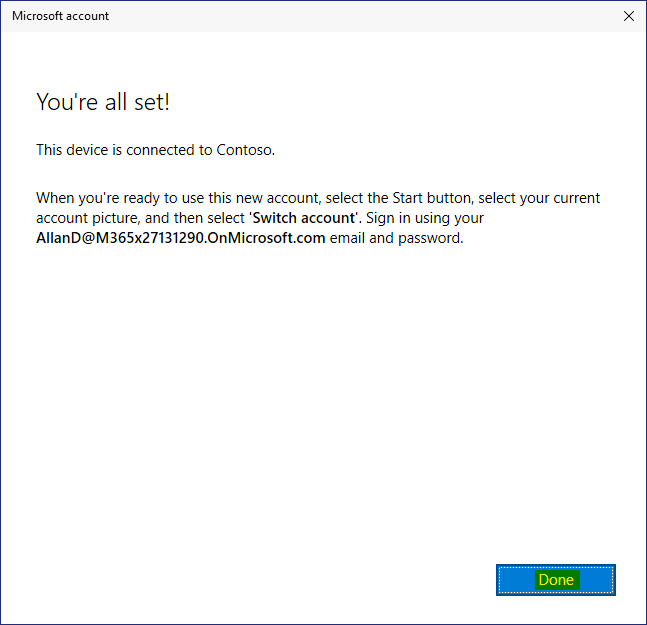 Microsoft account
You're all set!
This device is connected to Contoso.
When you're ready to use this new account, select the Start button, select your current
account picture, and then select 'Switch account'. Sign in using your
AllanD@M365x27131290.OnMicrosoft.com email and password.
Done